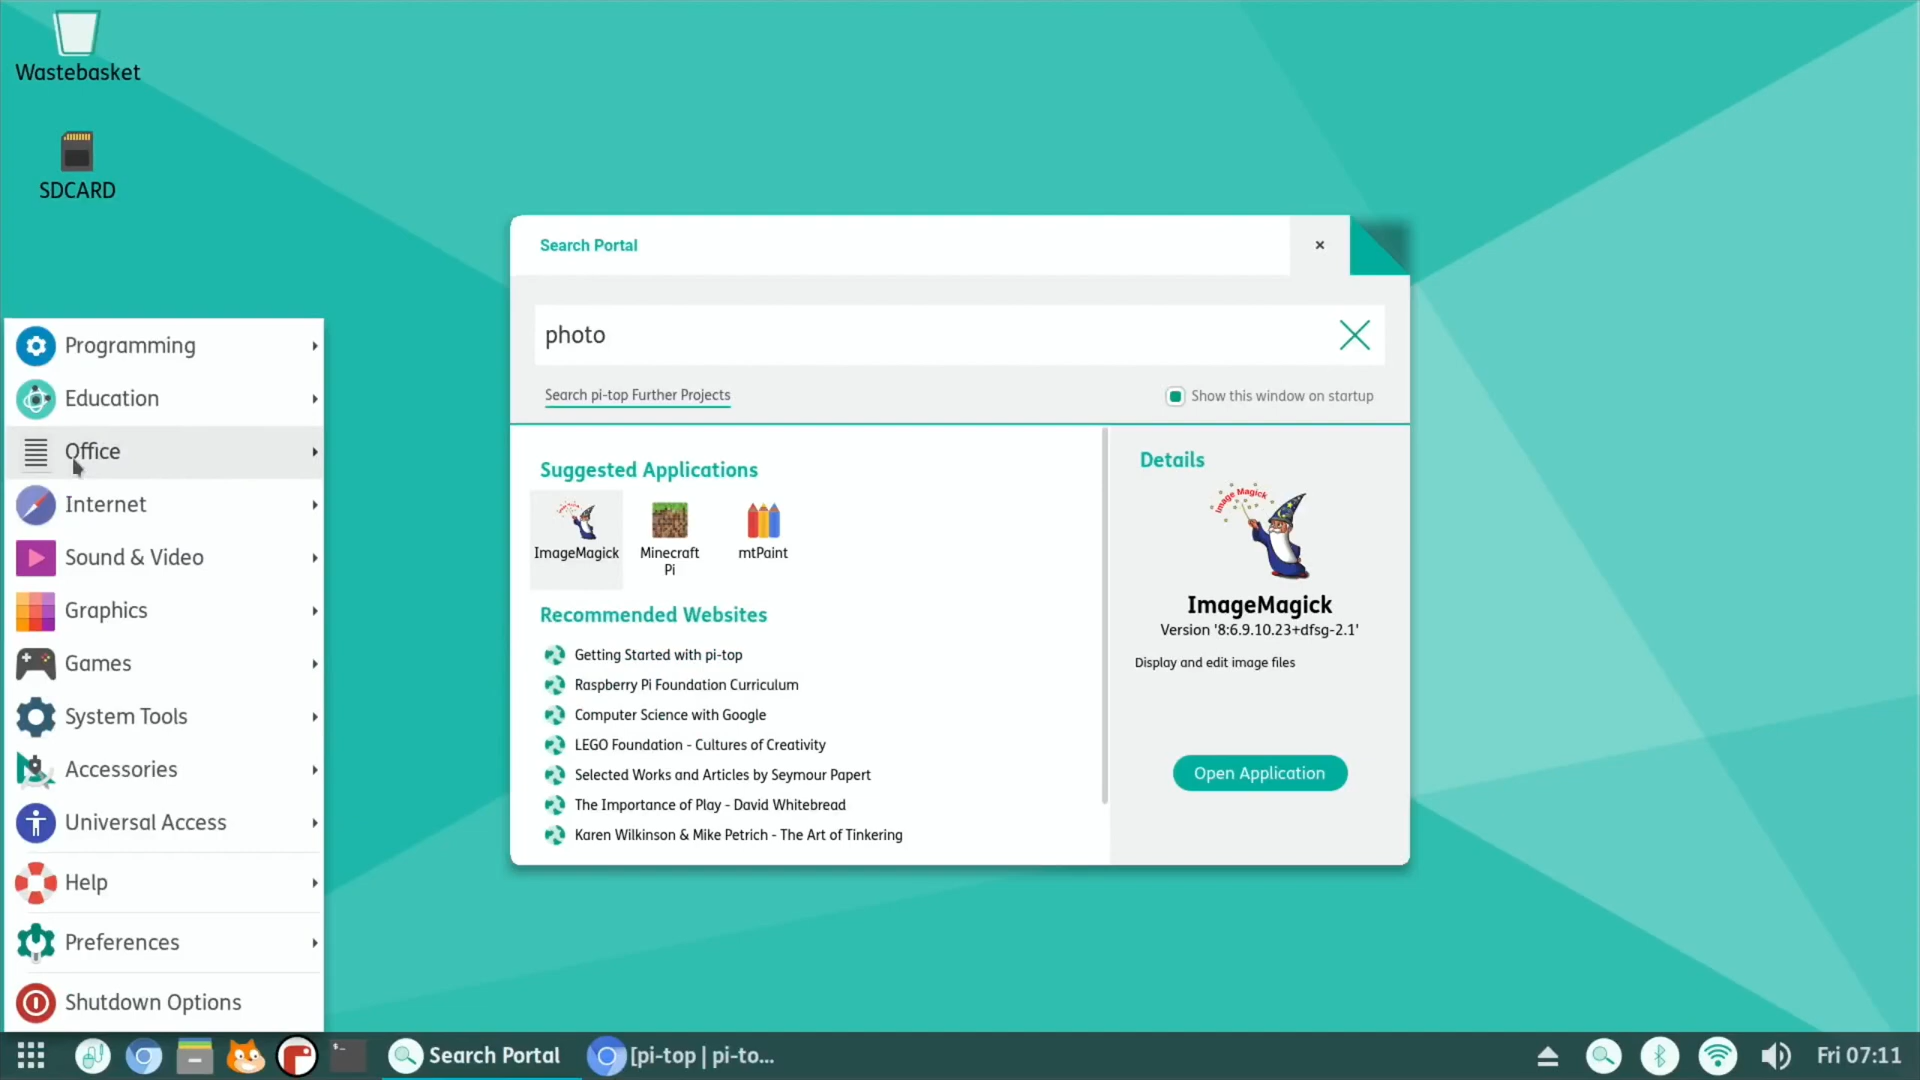 Wastebasket
SDCARD
Programming
Education
Office
Internet
Sound & Video
Graphics
Games
System Tools
Accessories
Universal Access
Help
Preferences
Shutdown Options
Search Portal
photo
Search pi-top Further Projects
Show this window on startup
Suggested Applications
ImageMagick
Minecraft
Pi
mtPaint
Recommended Websites
Getting Started with pi-top
Raspberry Pi Foundation Curriculum
Computer Science with Google
LEGO Foundation - Cultures of Creativity
Selected Works and Articles by Seymour Papert
The Importance of Play - David Whitebread
Karen Wilkinson & Mike Petrich - The Art of Tinkering
Details
Image Magick
ImageMagick
Version '8:6.9.10.23+dfsg-2.1'
Display and edit image files
Open Application
Search Portal
[pi-top | pi-to...
Fri 07:11